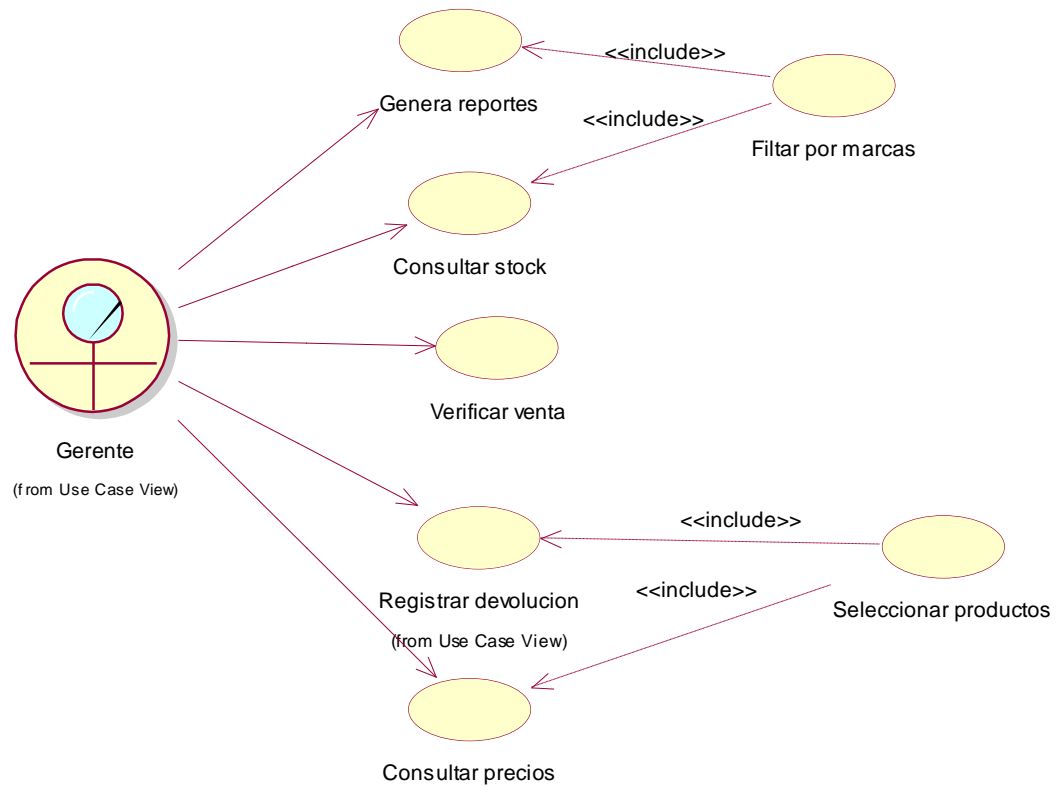 <<include>>
Genera reportes
<<include>>
Filtar por marcas
Consultar stock
Verificar venta
Gerente
(from Use Case View)
<<include>>
Registrar devolucion
(from Use Case View)
<<include>>
Seleccionar productos
Consultar precios